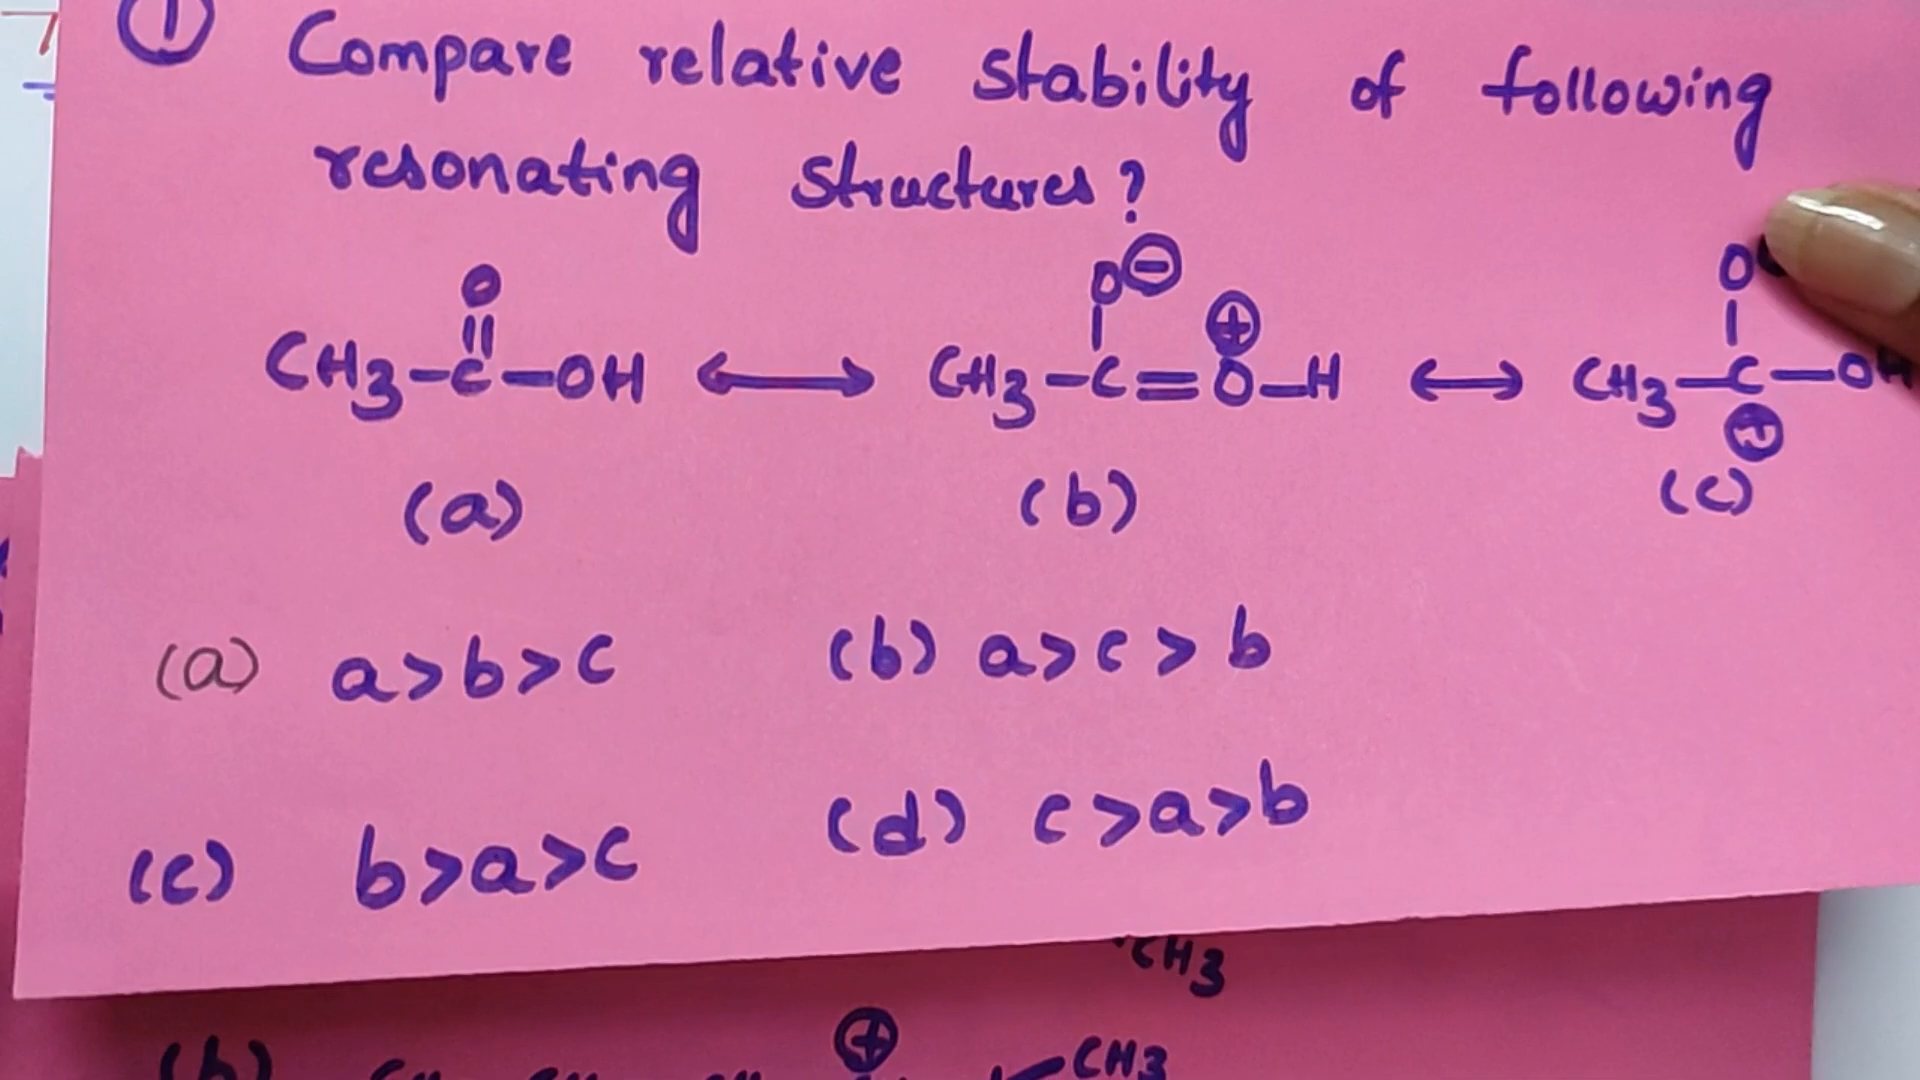 ① Compare relative stability of following
resonating structures?
O
||
CH3-C-OH ⟷
(a)
O⊖
|
CH3-C=O⊕-H ⟷
(b)
O
|
CH3-C-OH
⊕
(c)
(a) a>b>c (b) a>c>b
(c) b>a>c (d) c>a>b
CH3
⊕
CH3